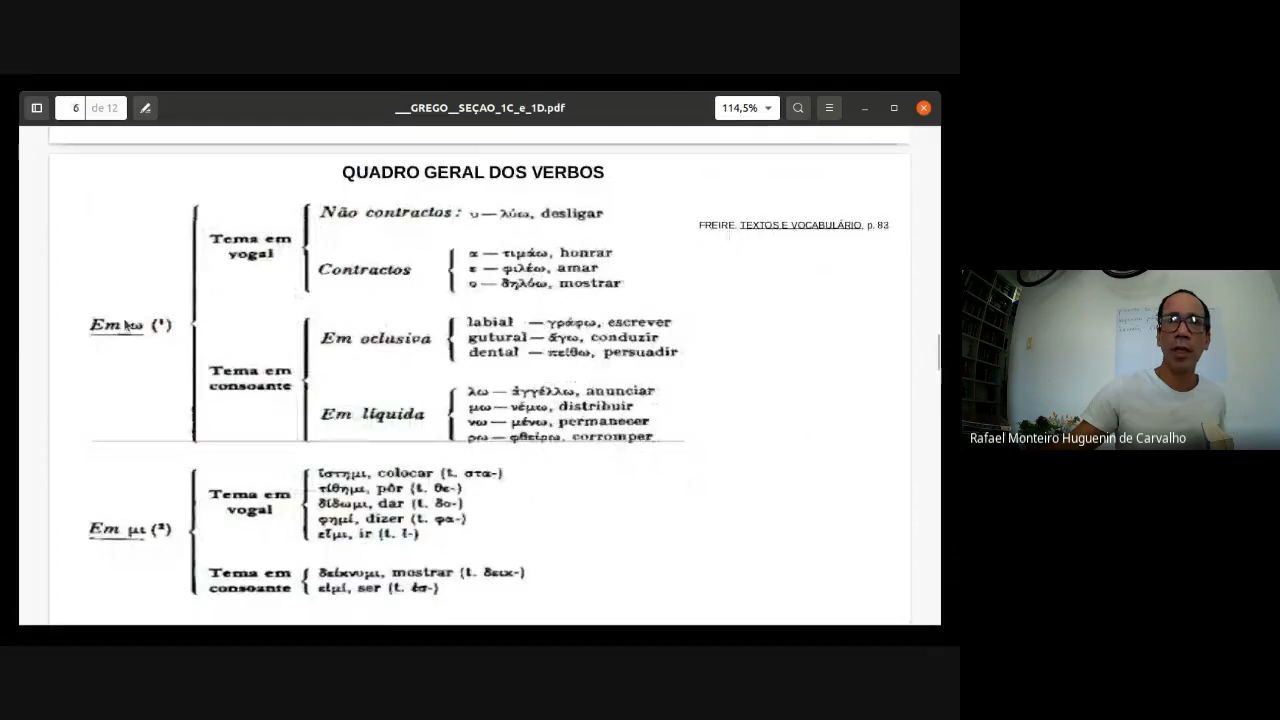 6 de 12
___GREGO__SEÇAO_1C_e_1D.pdf
114,5%
QUADRO GERAL DOS VERBOS
FREIRE. TEXTOS E VOCABULÁRIO, p. 83
Em ω (¹)
Tema em vogal
Não contractos: υ — λύω, desligar
Contractos
α — τιμάω, honrar
ε — φιλέω, amar
ο — δηλόω, mostrar
Tema em consoante
Em oclusiva
labial — γράφω, escrever
gutural — ἄγω, conduzir
dental — πείθω, persuadir
Em líquida
λω — ἀγγέλλω, anunciar
μω — νέμω, distribuir
νω — μένω, permanecer
ρω — φθείρω, corromper
Em μι (²)
Tema em vogal
ἵστημι, colocar (t. στα-)
τίθημι, pôr (t. θε-)
δίδωμι, dar (t. δο-)
φημί, dizer (t. φα-)
εἶμι, ir (t. ἰ-)
Tema em consoante
δείκνυμι, mostrar (t. δεικ-)
εἰμί, ser (t. ἐσ-)
Rafael Monteiro Huguenin de Carvalho